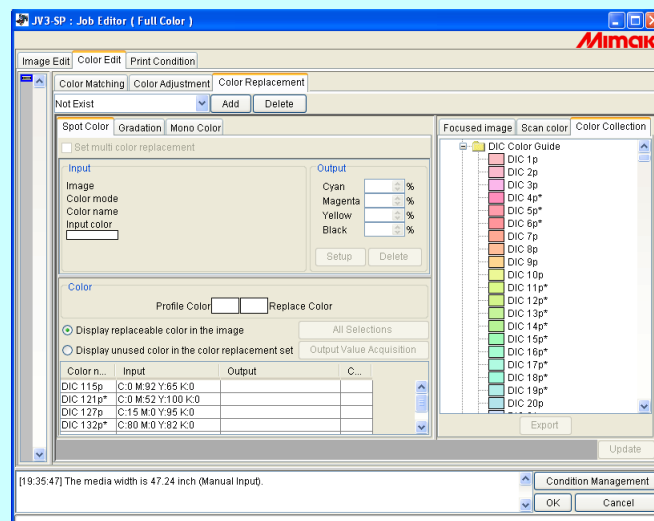 JV3-SP : Job Editor ( Full Color )
Mimaki
Image Edit Color Edit Print Condition
Color Matching Color Adjustment Color Replacement
Not Exist Add Delete
Spot Color Gradation Mono Color
Set multi color replacement
Input
Image
Color mode
Color name
Input color
Output
Cyan %
Magenta %
Yellow %
Black %
Setup Delete
Color
Profile Color Replace Color
Display replaceable color in the image All Selections
Display unused color in the color replacement set Output Value Acquisition
Color n... Input Output C...
DIC 115p C:0 M:92 Y:65 K:0
DIC 121p* C:0 M:52 Y:100 K:0
DIC 127p C:15 M:0 Y:95 K:0
DIC 132p* C:80 M:0 Y:82 K:0
Focused image Scan color Color Collection
DIC Color Guide
DIC 1p
DIC 2p
DIC 3p
DIC 4p*
DIC 5p*
DIC 6p*
DIC 7p
DIC 8p
DIC 9p
DIC 10p
DIC 11p*
DIC 12p*
DIC 13p*
DIC 14p*
DIC 15p*
DIC 16p*
DIC 17p*
DIC 18p*
DIC 19p*
DIC 20p
Export
Update
[19:35:47] The media width is 47.24 inch (Manual Input).
Condition Management
OK Cancel